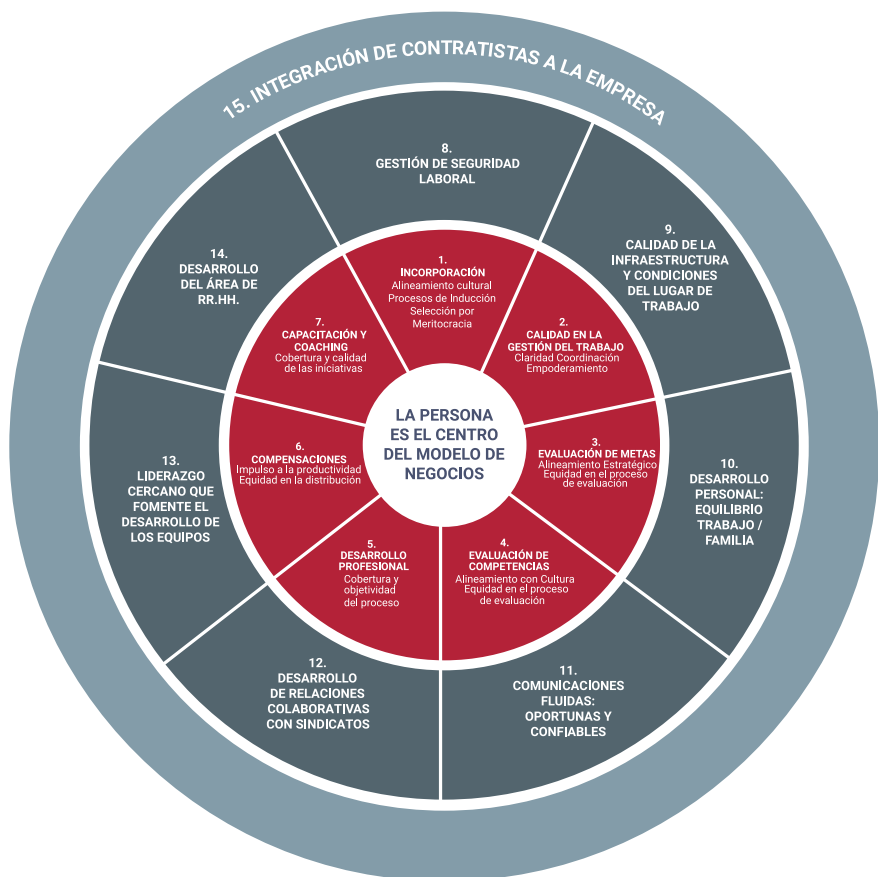 15. INTEGRACIÓN DE CONTRATISTAS A LA EMPRESA
8.
GESTIÓN DE SEGURIDAD
LABORAL
9.
CALIDAD DE LA
INFRAESTRUCTURA
Y CONDICIONES
DEL LUGAR DE
TRABAJO
10.
DESARROLLO
PERSONAL:
EQUILIBRIO
TRABAJO /
FAMILIA
11.
COMUNICACIONES
FLUIDAS:
OPORTUNAS Y
CONFIABLES
12.
DESARROLLO
DE RELACIONES
COLABORATIVAS
CON SINDICATOS
13.
LIDERAZGO
CERCANO QUE
FOMENTE EL
DESARROLLO DE
LOS EQUIPOS
14.
DESARROLLO
DEL ÁREA DE
RR.HH.
1.
INCORPORACIÓN
Alineamiento cultural
Procesos de Inducción
Selección por
Meritocracia
2.
CALIDAD EN LA
GESTIÓN DEL TRABAJO
Claridad Coordinación
Empoderamiento
3.
EVALUACIÓN DE METAS
Alineamiento Estratégico
Equidad en el proceso
de evaluación
4.
EVALUACIÓN DE
COMPETENCIAS
Alineamiento con Cultura
Equidad en el proceso
de evaluación
5.
DESARROLLO
PROFESIONAL
Cobertura y
objetividad
del proceso
6.
COMPENSACIONES
Impulso a la productividad
Equidad en la distribución
7.
CAPACITACIÓN Y
COACHING
Cobertura y calidad
de las iniciativas
LA PERSONA
ES EL CENTRO
DEL MODELO DE
NEGOCIOS